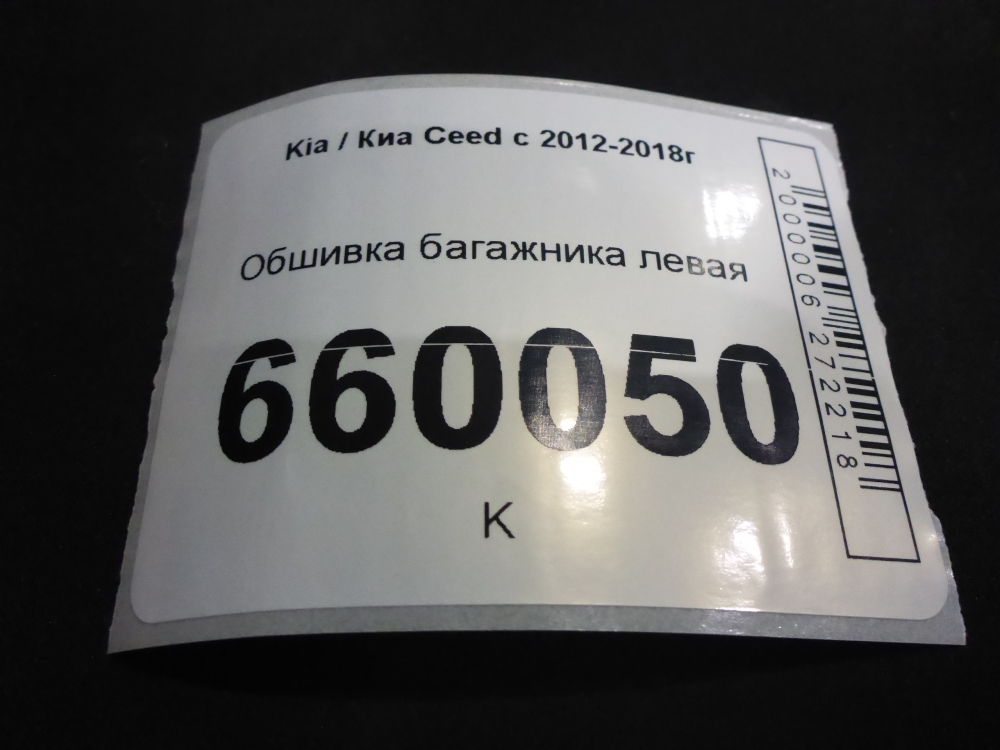 Kia / Киа Ceed с 2012-2018г
Обшивка багажника левая
660050
К
2000006272218